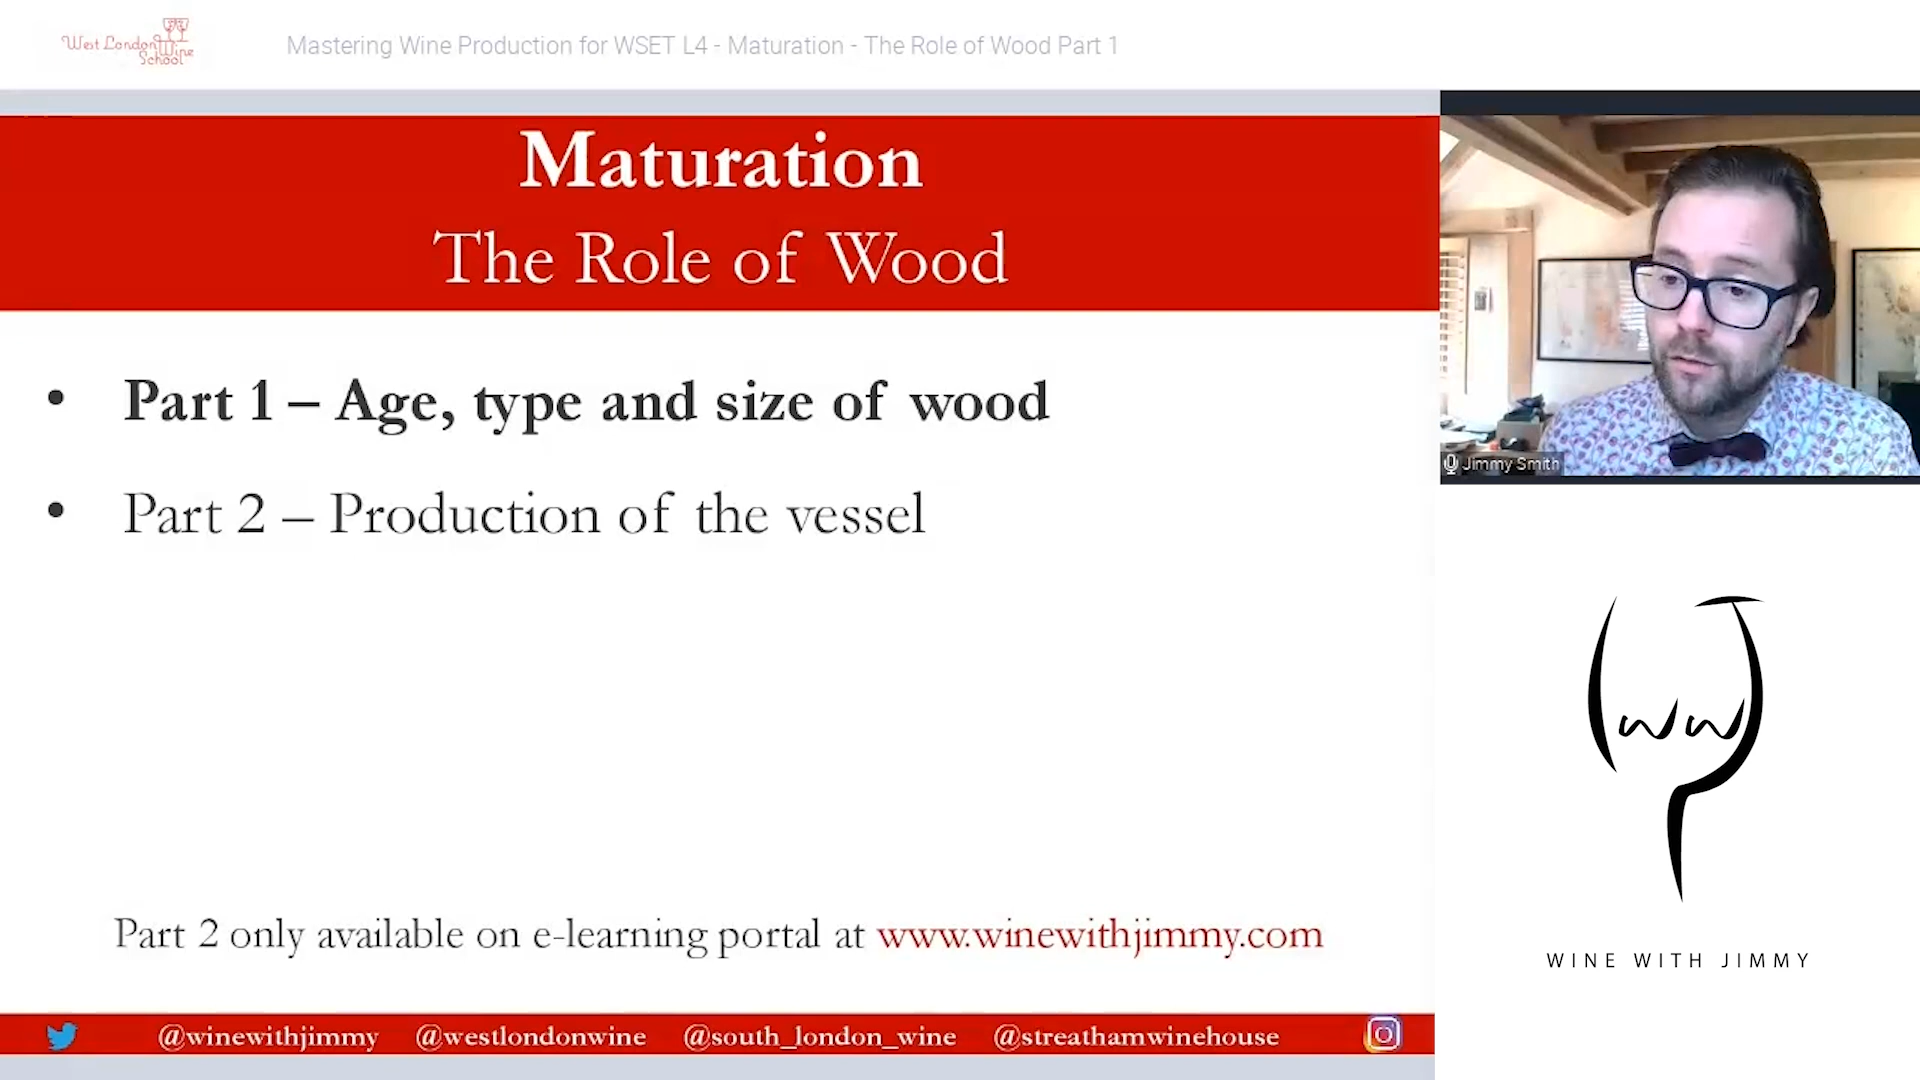 West London Wine
School
Mastering Wine Production for WSET L4 - Maturation - The Role of Wood Part 1
Maturation
The Role of Wood
• Part 1 – Age, type and size of wood
• Part 2 – Production of the vessel
Part 2 only available on e-learning portal at www.winewithjimmy.com
@winewithjimmy @westlondonwine @south_london_wine @streathamwinehouse
Jimmy Smith
ww
WINE WITH JIMMY